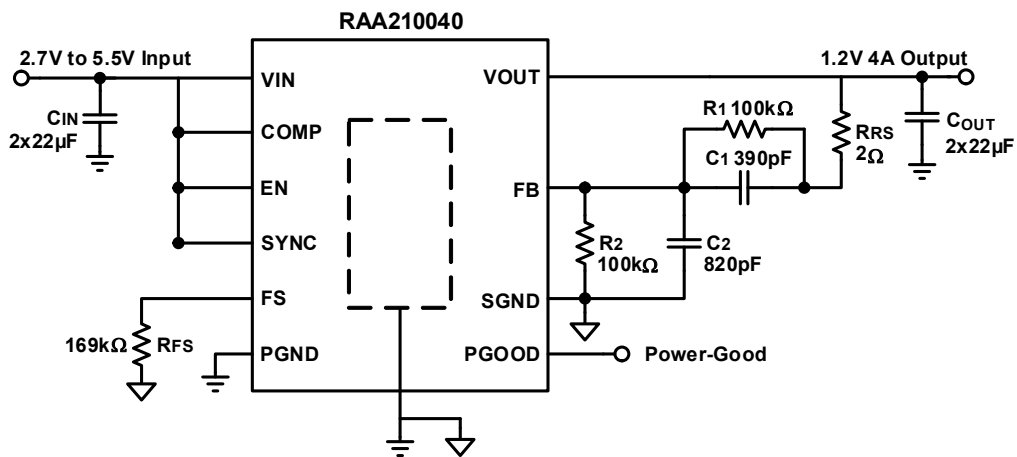 RAA210040
2.7V to 5.5V Input
CIN
2x22µF
VIN
COMP
EN
SYNC
FS
PGND
169kΩ RFS
VOUT
FB
SGND
PGOOD
1.2V 4A Output
R1 100kΩ
C1 390pF
RRS
2Ω
COUT
2x22µF
R2
100kΩ
C2
820pF
Power-Good